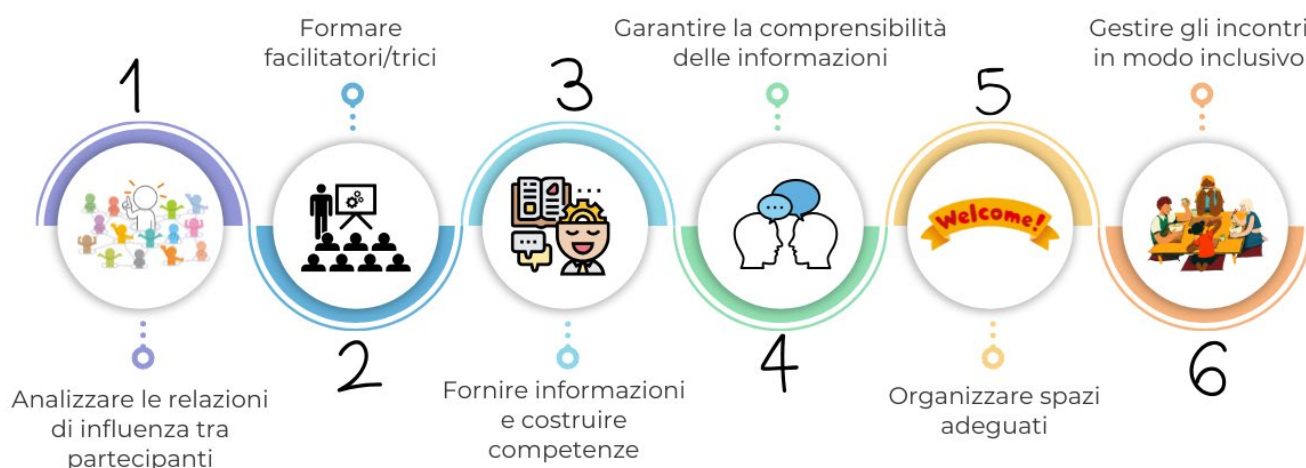 1
Analizzare le relazioni
di influenza tra
partecipanti
Formare
facilitatori/trici
2
3
Fornire informazioni
e costruire
competenze
Garantire la comprensibilità
delle informazioni
4
5
Welcome!
Organizzare spazi
adeguati
Gestire gli incontri
in modo inclusivo
6